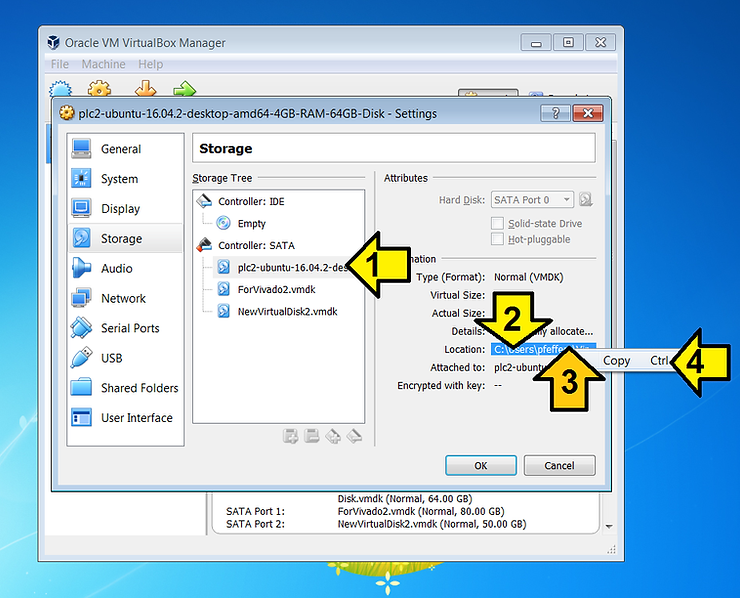 Oracle VM VirtualBox Manager
File Machine Help
plc2-ubuntu-16.04.2-desktop-amd64-4GB-RAM-64GB-Disk - Settings
?
General
System
Display
Storage
Audio
Network
Serial Ports
USB
Shared Folders
User Interface
Storage
Storage Tree
Controller: IDE
Empty
Controller: SATA
plc2-ubuntu-16.04.2-des
ForVivado2.vmdk
NewVirtualDisk2.vmdk
Attributes
Hard Disk: SATA Port 0
Solid-state Drive
Hot-pluggable
Type (Format): Normal (VMDK)
Virtual Size:
Actual Size:
Details: allocate...
Location: C:\Users\pfeffer
Attached to: plc2-ubuntu
Encrypted with key: --
Copy Ctrl
1
2
3
4
OK Cancel
Disk.vmdk (Normal, 64.00 GB)
SATA Port 1: ForVivado2.vmdk (Normal, 80.00 GB)
SATA Port 2: NewVirtualDisk2.vmdk (Normal, 50.00 GB)